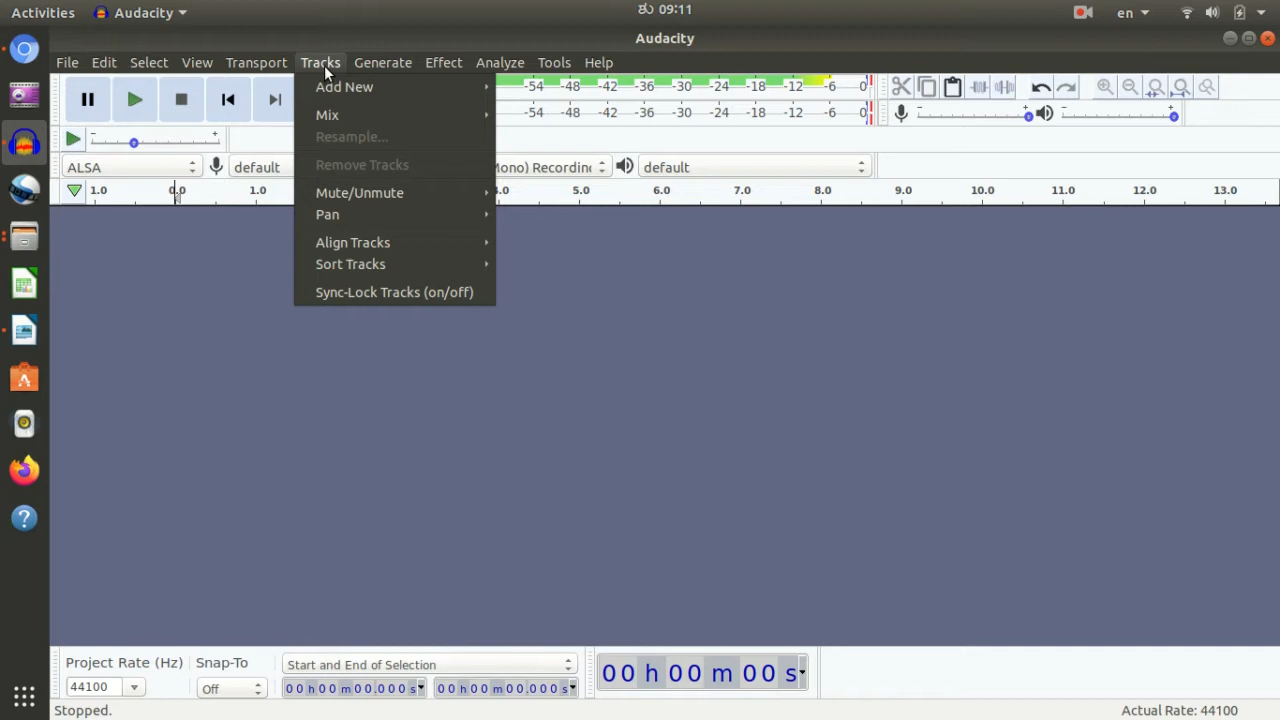 Activities Audacity ಶು 09:11 en
Audacity
File Edit Select View Transport Tracks Generate Effect Analyze Tools Help
Add New
Mix
Resample...
Remove Tracks
Mute/Unmute
Pan
Align Tracks
Sort Tracks
Sync-Lock Tracks (on/off)
-54 -48 -42 -36 -30 -24 -18 -12 -6 0
-54 -48 -42 -36 -30 -24 -18 -12 -6 0
ALSA default Mono) Recordin default
1.0 0.0 1.0 3.0 4.0 5.0 6.0 7.0 8.0 9.0 10.0 11.0 12.0 13.0
Project Rate (Hz) Snap-To Start and End of Selection
44100 Off 00 h 00 m 00.000 s 00 h 00 m 00.000 s 00 h 00 m 00 s
Stopped. Actual Rate: 44100